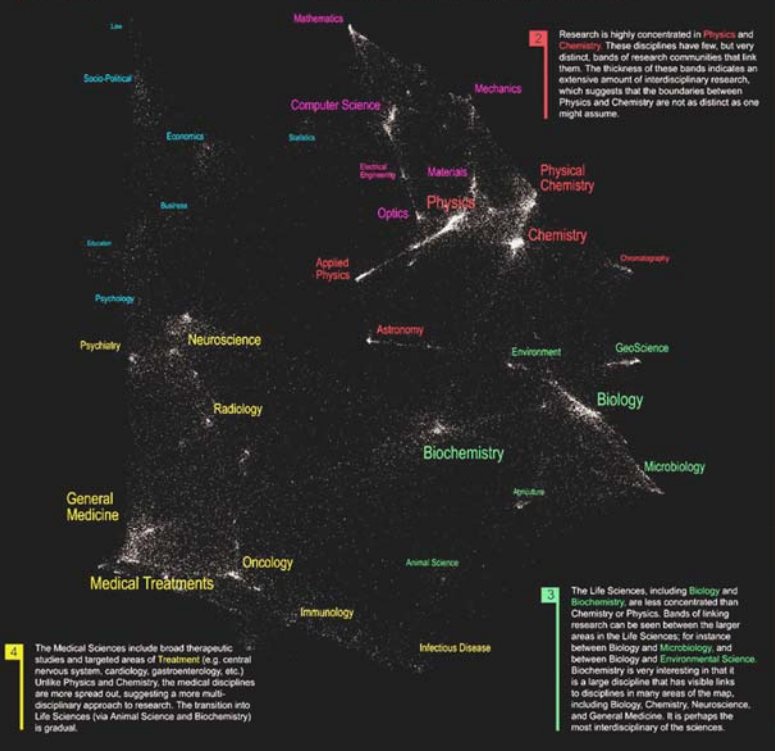 Law
Mathematics
2
Research is highly concentrated in Physics and
Chemistry. These disciplines have few, but very
distinct, bands of research communities that link
them. The thickness of these bands indicates an
extensive amount of interdisciplinary research,
which suggests that the boundaries between
Physics and Chemistry are not as distinct as one
might assume.
Socio-Political
Mechanics
Computer Science
Economics
Statistics
Electrical
Engineering
Materials
Physical
Chemistry
Physics
Business
Optics
Chemistry
Education
Applied
Physics
Chromatography
Psychology
Astronomy
Neuroscience
Psychiatry
Environment
GeoScience
Biology
Radiology
Biochemistry
Microbiology
Agriculture
General
Medicine
Oncology
Animal Science
Medical Treatments
Immunology
Infectious Disease
3
The Life Sciences, including Biology and
Biochemistry, are less concentrated than
Chemistry or Physics. Bands of linking
research can be seen between the larger
areas in the Life Sciences; for instance
between Biology and Microbiology, and
between Biology and Environmental Science.
Biochemistry is very interesting in that it
is a large discipline that has visible links
to disciplines in many areas of the map,
including Biology, Chemistry, Neuroscience,
and General Medicine. It is perhaps the
most interdisciplinary of the sciences.
4
The Medical Sciences include broad therapeutic
studies and targeted areas of Treatment (e.g. central
nervous system, cardiology, gastroenterology, etc.)
Unlike Physics and Chemistry, the medical disciplines
are more spread out, suggesting a more multi-
disciplinary approach to research. The transition into
Life Sciences (via Animal Science and Biochemistry)
is gradual.